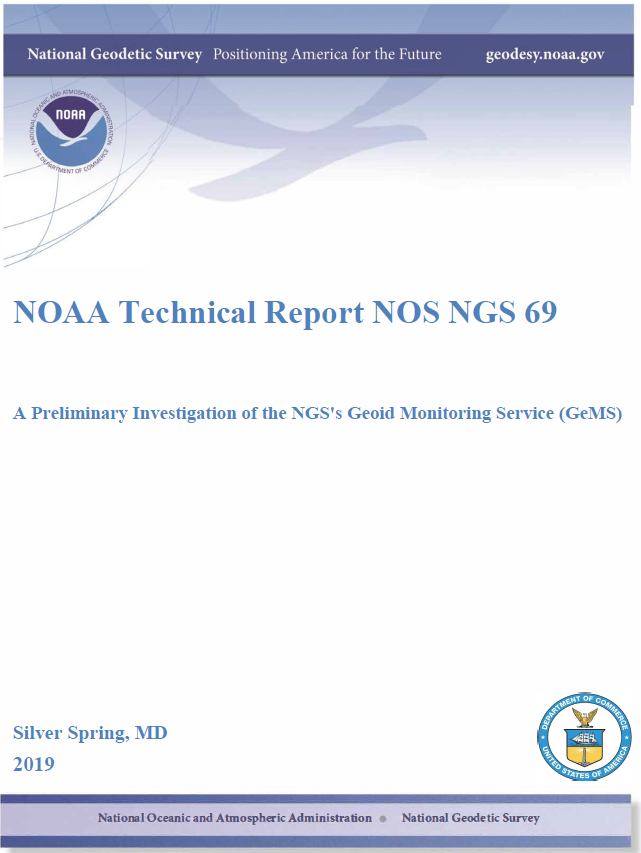 National Geodetic Survey Positioning America for the Future geodesy.noaa.gov
NATIONAL OCEANIC AND ATMOSPHERIC ADMINISTRATION
NOAA
U.S. DEPARTMENT OF COMMERCE
NOAA Technical Report NOS NGS 69
A Preliminary Investigation of the NGS's Geoid Monitoring Service (GeMS)
Silver Spring, MD
2019
DEPARTMENT OF COMMERCE
UNITED STATES OF AMERICA
National Oceanic and Atmospheric Administration ● National Geodetic Survey